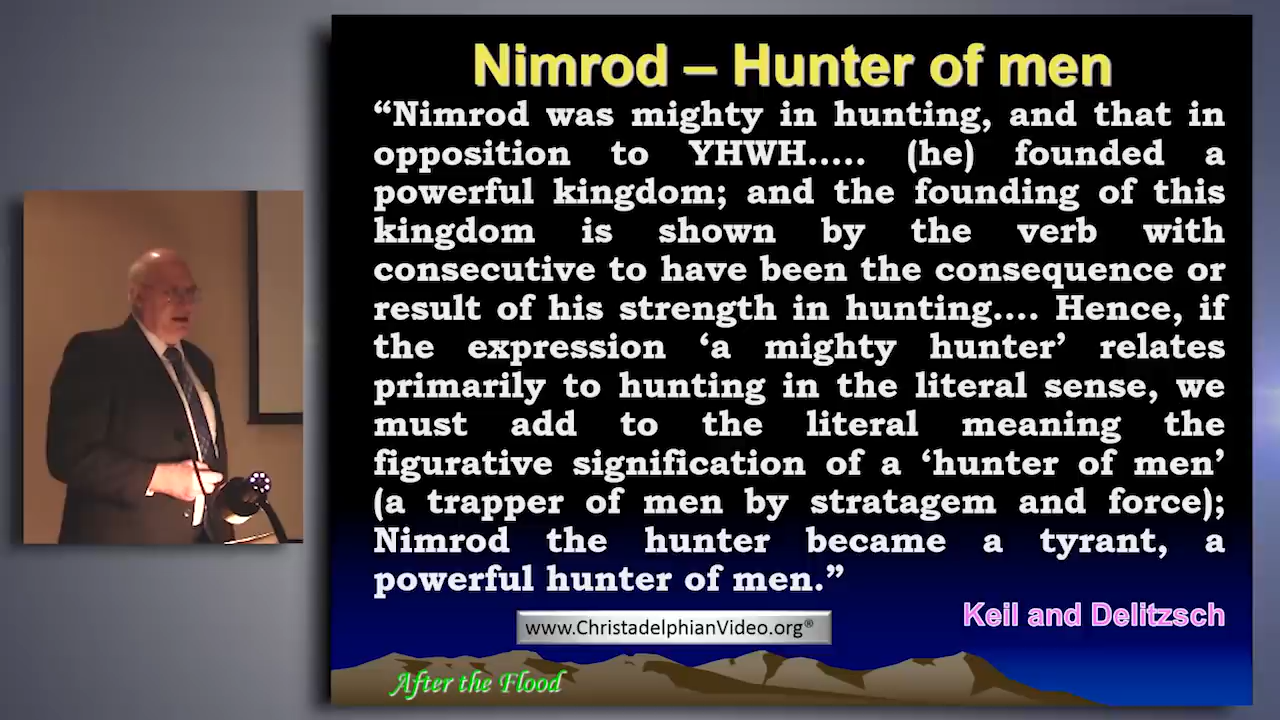 Nimrod – Hunter of men
“Nimrod was mighty in hunting, and that in
opposition to YHWH..... (he) founded a
powerful kingdom; and the founding of this
kingdom is shown by the verb with
consecutive to have been the consequence or
result of his strength in hunting.... Hence, if
the expression ‘a mighty hunter’ relates
primarily to hunting in the literal sense, we
must add to the literal meaning the
figurative signification of a ‘hunter of men’
(a trapper of men by stratagem and force);
Nimrod the hunter became a tyrant, a
powerful hunter of men.”
Keil and Delitzsch
www.ChristadelphianVideo.org®
After the Flood